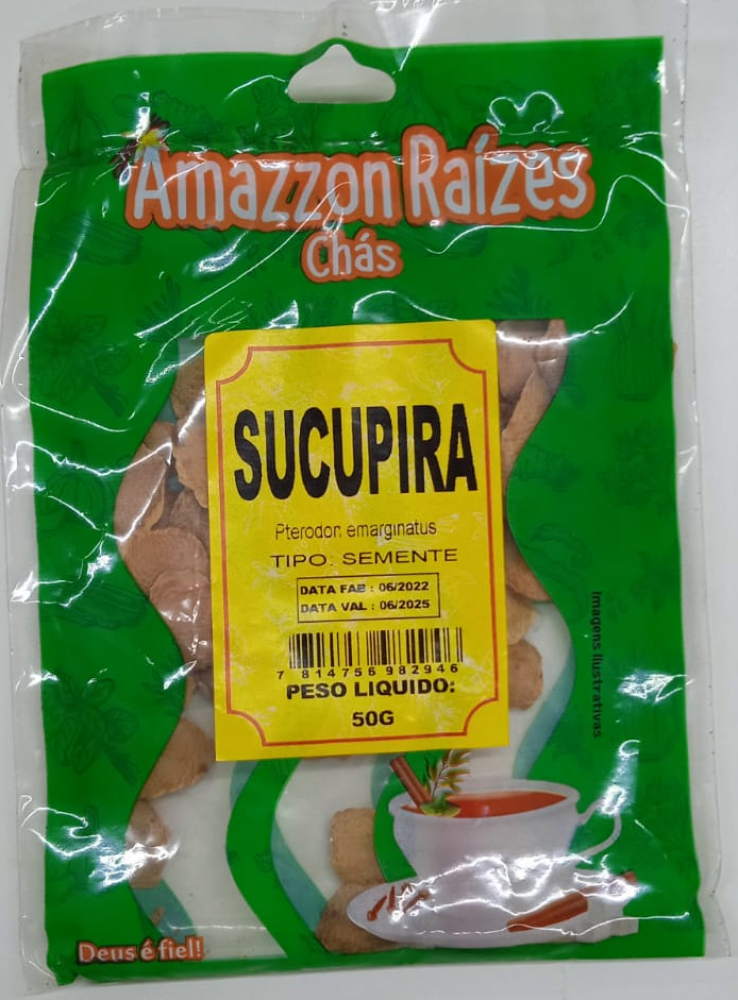 Amazzon Raízes
Chás
SUCUPIRA
Pterodon emarginatus
TIPO: SEMENTE
DATA FAB : 06/2022
DATA VAL : 06/2025
7 814756 982946
PESO LIQUIDO:
50G
Imagens ilustrativas
Deus é fiel!